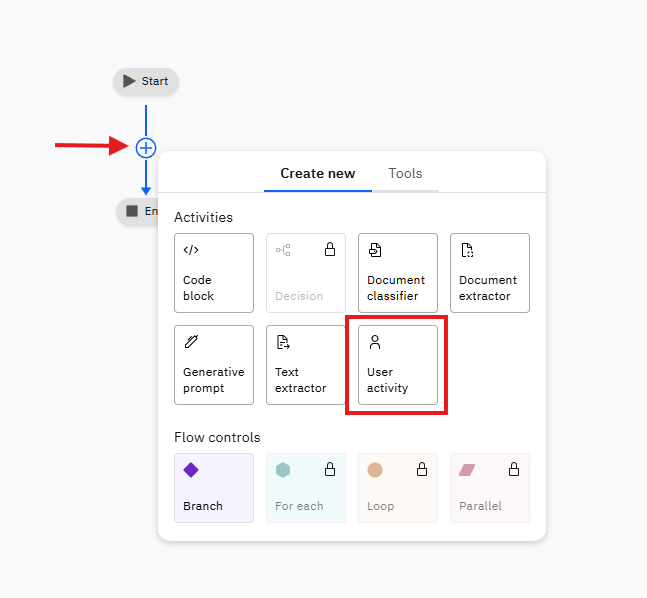 Start
Create new
Tools
En
Activities
Code
block
Decision
Document
classifier
Document
extractor
Generative
prompt
Text
extractor
User
activity
Flow controls
Branch
For each
Loop
Parallel